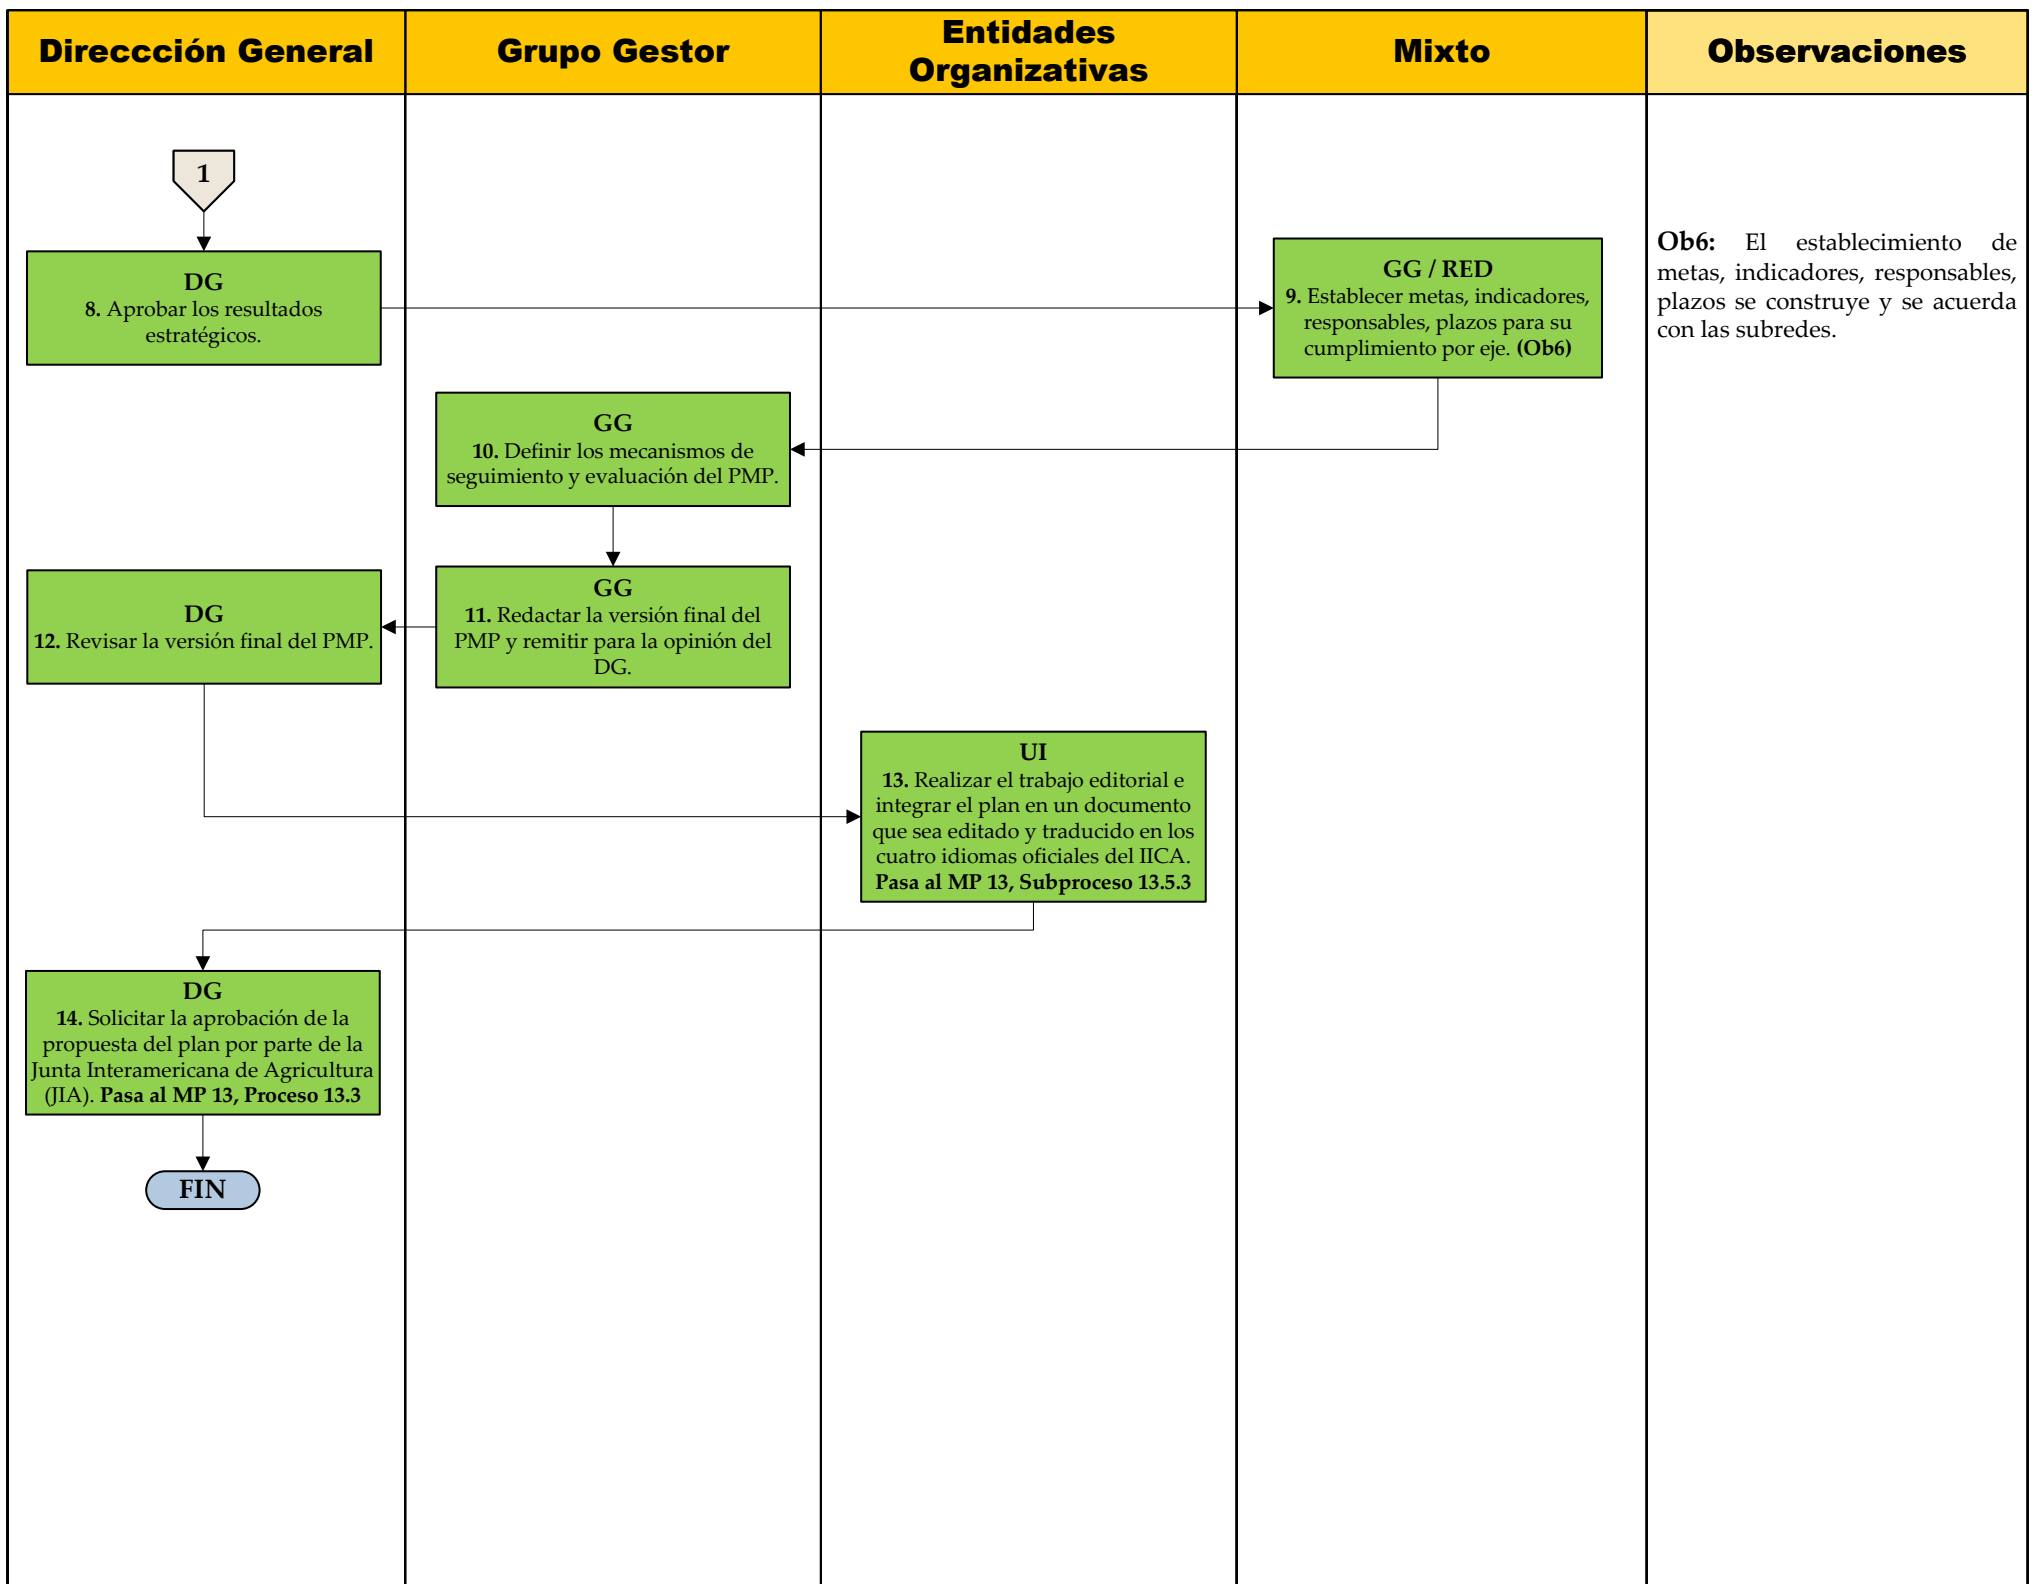 Direccción General
Grupo Gestor
Entidades
Organizativas
Mixto
Observaciones
1
DG
8. Aprobar los resultados
estratégicos.
GG / RED
9. Establecer metas, indicadores,
responsables, plazos para su
cumplimiento por eje. (Ob6)
Ob6: El establecimiento de
metas, indicadores, responsables,
plazos se construye y se acuerda
con las subredes.
GG
10. Definir los mecanismos de
seguimiento y evaluación del PMP.
GG
11. Redactar la versión final del
PMP y remitir para la opinión del
DG.
DG
12. Revisar la versión final del PMP.
UI
13. Realizar el trabajo editorial e
integrar el plan en un documento
que sea editado y traducido en los
cuatro idiomas oficiales del IICA.
Pasa al MP 13, Subproceso 13.5.3
DG
14. Solicitar la aprobación de la
propuesta del plan por parte de la
Junta Interamericana de Agricultura
(JIA). Pasa al MP 13, Proceso 13.3
FIN